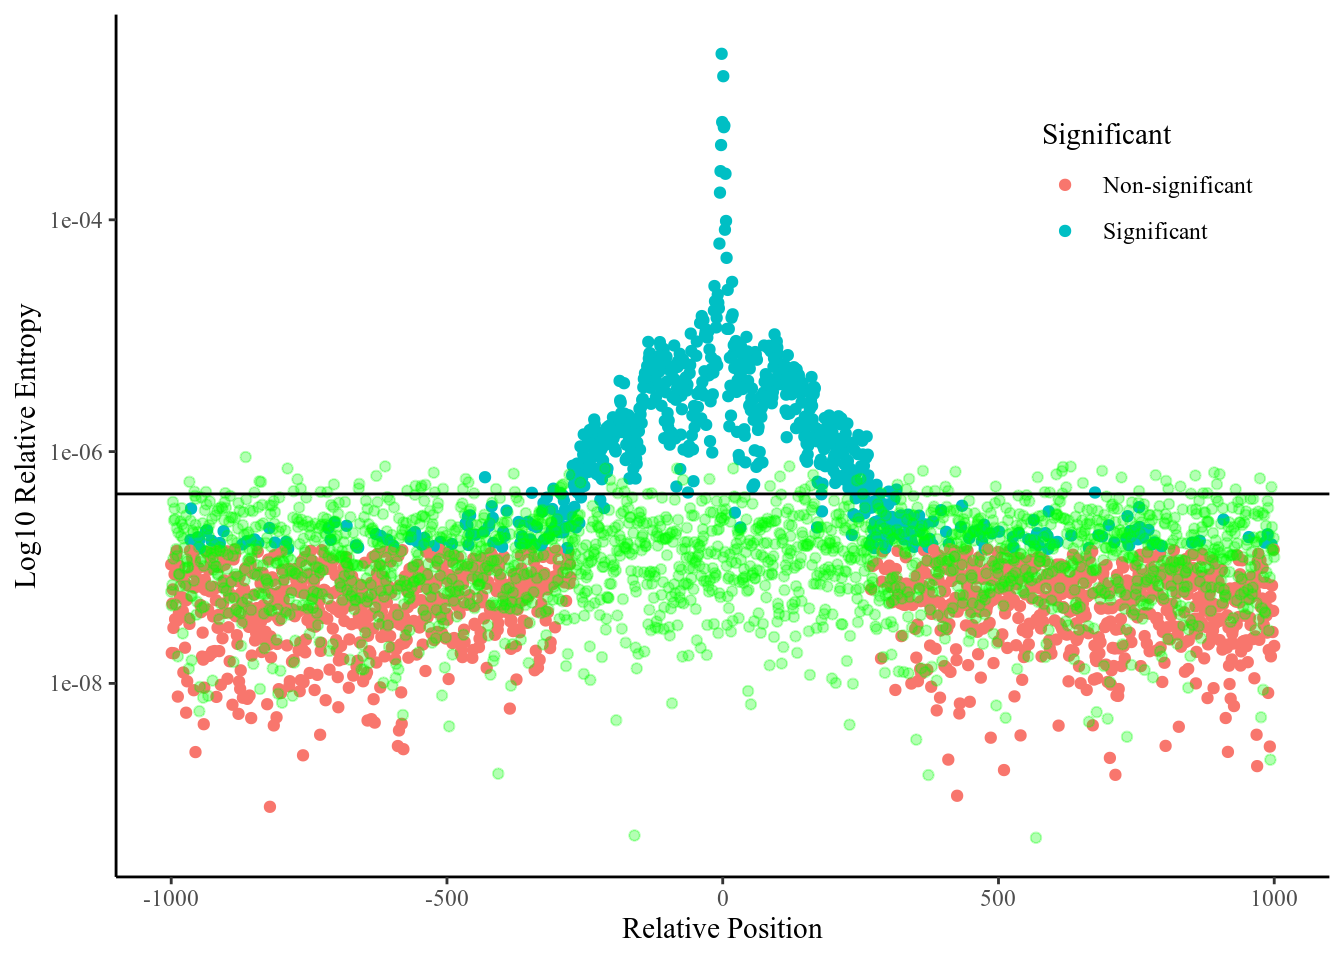 Significant
Non-significant
Significant
Log10 Relative Entropy
1e-04
1e-06
1e-08
-1000
-500
0
500
1000
Relative Position